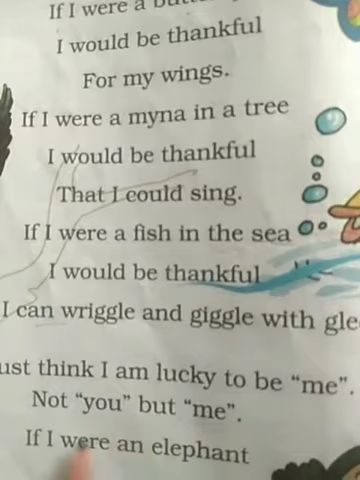 If I were a
I would be thankful
For my wings.
If I were a myna in a tree
I would be thankful
That I could sing.
If I were a fish in the sea
I would be thankful
I can wriggle and giggle with
think I am lucky to be “me”.
Not “you” but “me”.
If I were an elephant